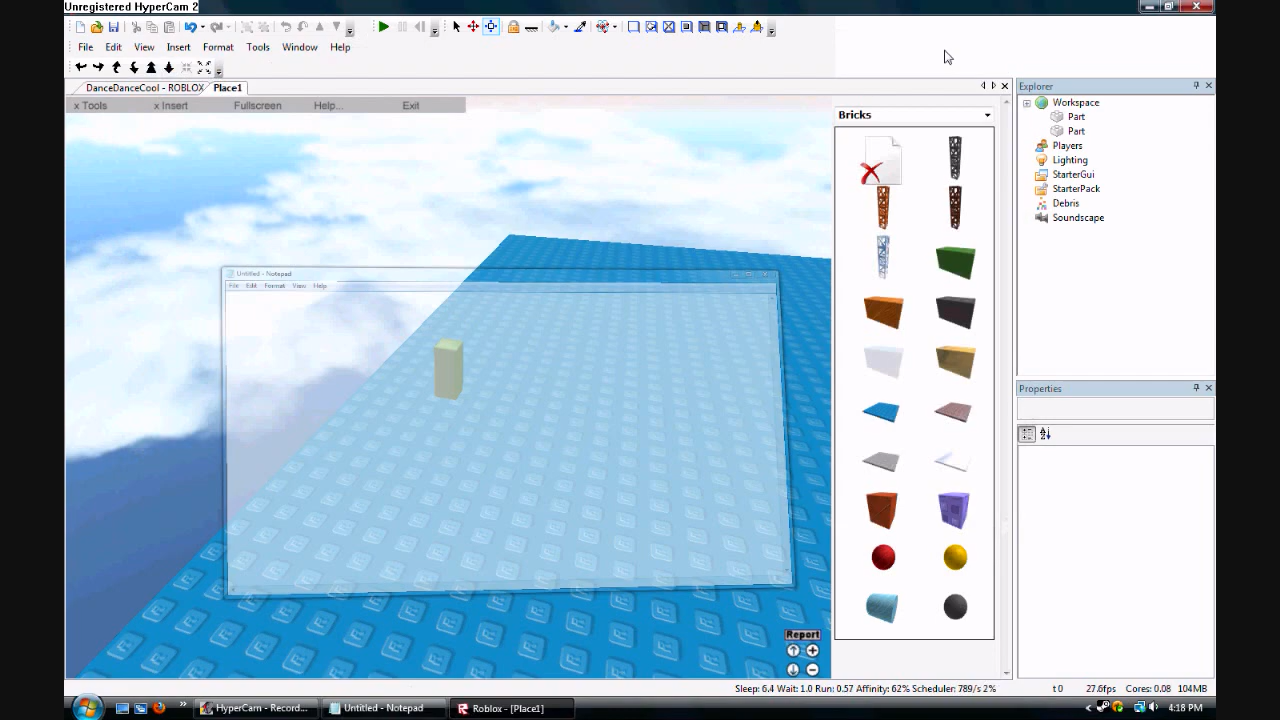 Unregistered HyperCam 2
File Edit View Insert Format Tools Window Help
DanceDanceCool - ROBLOX Place1
x Tools x Insert Fullscreen Help... Exit
Untitled - Notepad
File Edit Format View Help
Report
Bricks
Explorer
Workspace
Part
Part
Players
Lighting
StarterGui
StarterPack
Debris
Soundscape
Properties
Sleep: 6.4 Wait: 1.0 Run: 0.57 Affinity: 62% Scheduler: 789/s 2% t 0 27.6fps Cores: 0.08 104MB
HyperCam - Record... Untitled - Notepad Roblox - [Place1] 4:18 PM